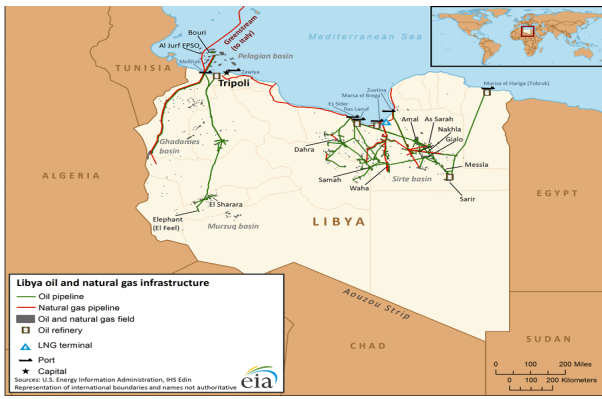 Greenstream
(to Italy)
Bouri
Al Jurf FPSO
Pelagian basin
Mediterranean Sea
TUNISIA
Mellitah
Zawiya
Tripoli
Marsa el Hariga (Tobruk)
Zuetina
Marsa el Brega
Es Sider
Ras Lanuf
Amal
As Sarah
Nakhla
Gialo
Ghadames
basin
Dahra
Messla
ALGERIA
Samah
Waha
Sirte basin
Sarir
EGYPT
El Sharara
Elephant
(El Feel)
Murzuq basin
LIBYA
Aouzou Strip
CHAD
SUDAN
Libya oil and natural gas infrastructure
Oil pipeline
Natural gas pipeline
Oil and natural gas field
Oil refinery
LNG terminal
Port
Capital
Sources: U.S. Energy Information Administration, IHS Edin
Representation of international boundaries and names not authoritative
eia
0 100 200 Miles
0 100 200 Kilometers